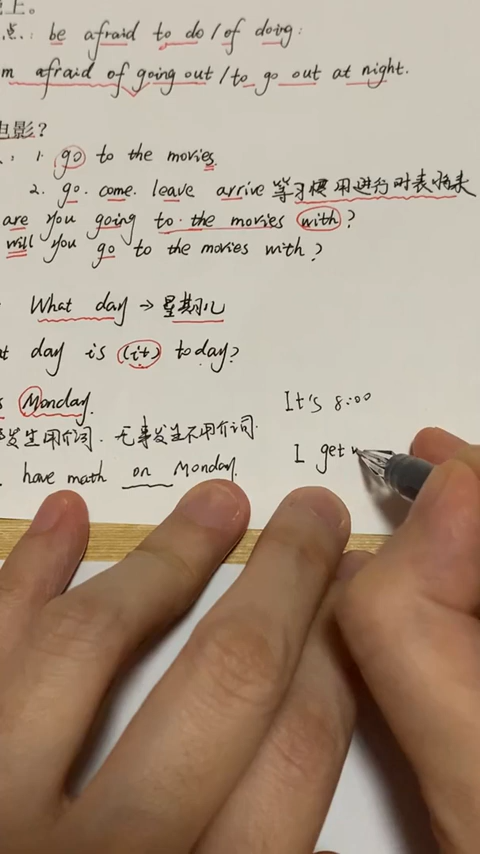 上。
点.: be afraid to do / of doing:
m afraid of going out / to go out at night.
电影?
: 1. go to the movies.
2. go. come. leave arrive 等习惯用进行时表将来
are you going to the movies with?
will you go to the movies with?
What day → 星期几
at day is (it) today?
s Monday.
It's 8:00
发生用介词. 无事发生不用介词.
I get u
. have math on Monday.